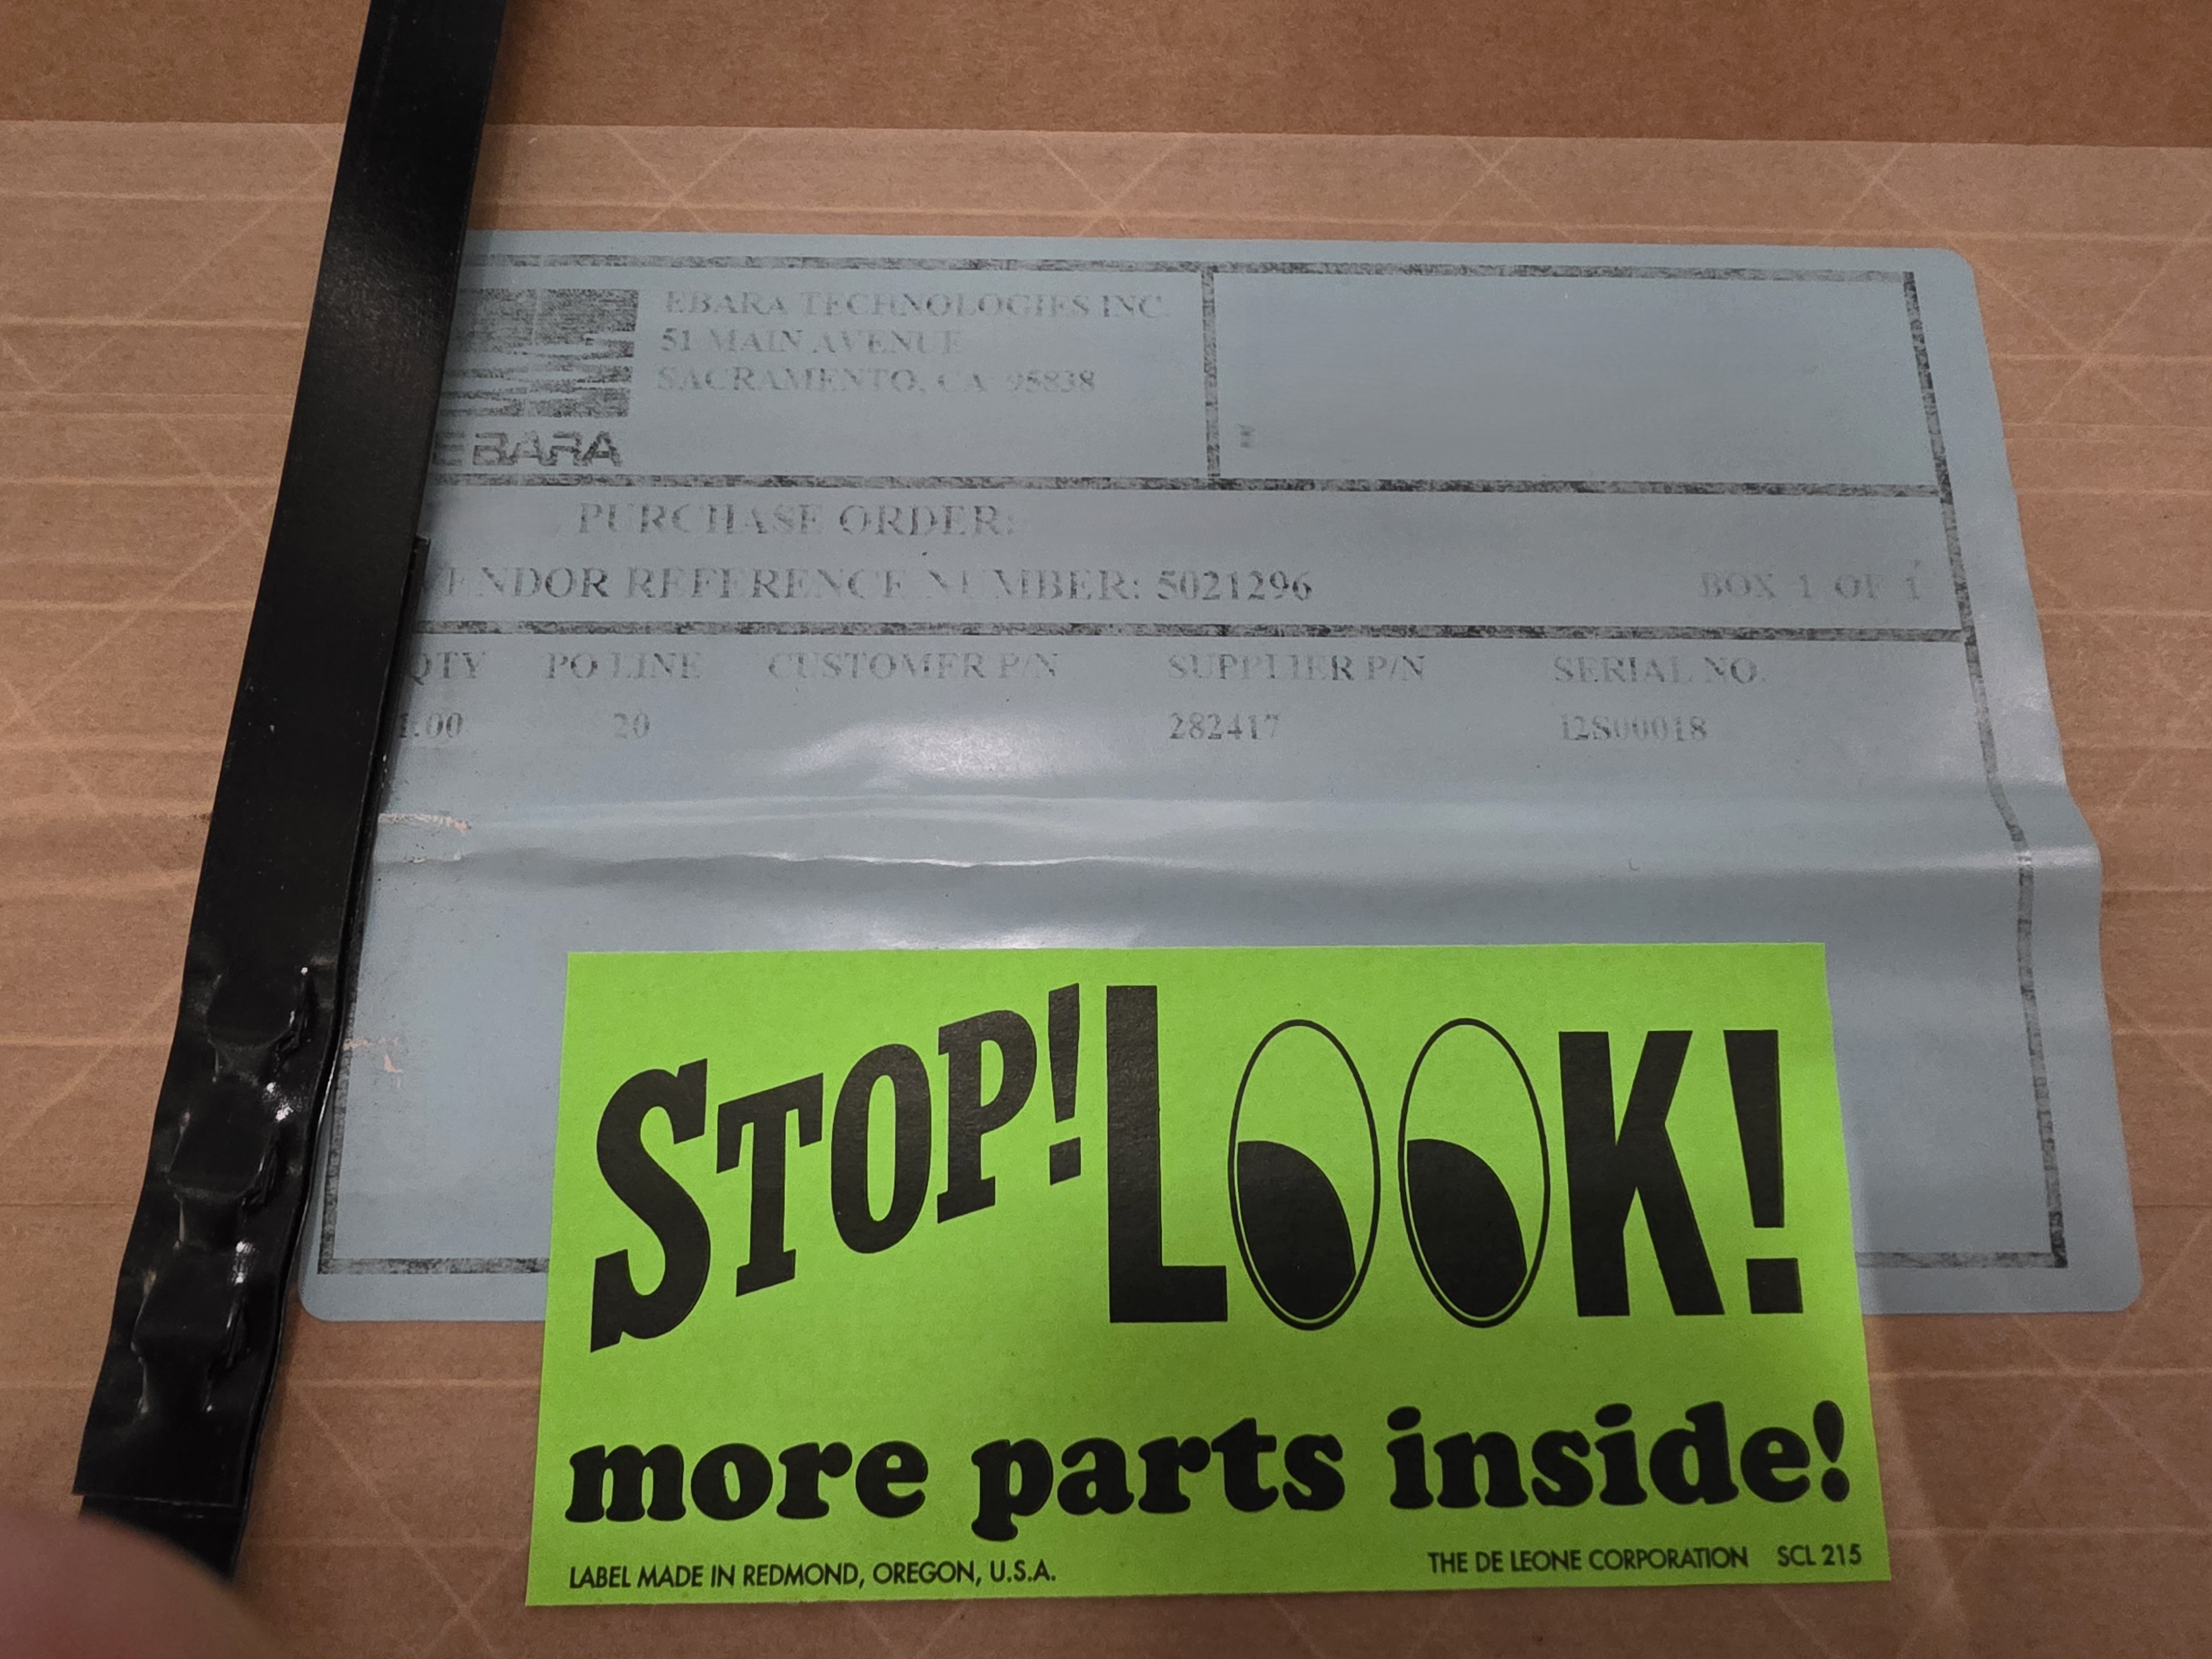 EBARA TECHNOLOGIES INC.
51 MAIN AVENUE
SACRAMENTO, CA 95838
EBARA
PURCHASE ORDER:
VENDOR REFERENCE NUMBER: 5021296 BOX 1 OF 1
QTY PO LINE CUSTOMER P/N SUPPLIER P/N SERIAL NO.
1.00 20 282417 12S00018
STOP! LOOK!
more parts inside!
LABEL MADE IN REDMOND, OREGON, U.S.A. THE DE LEONE CORPORATION SCL 215